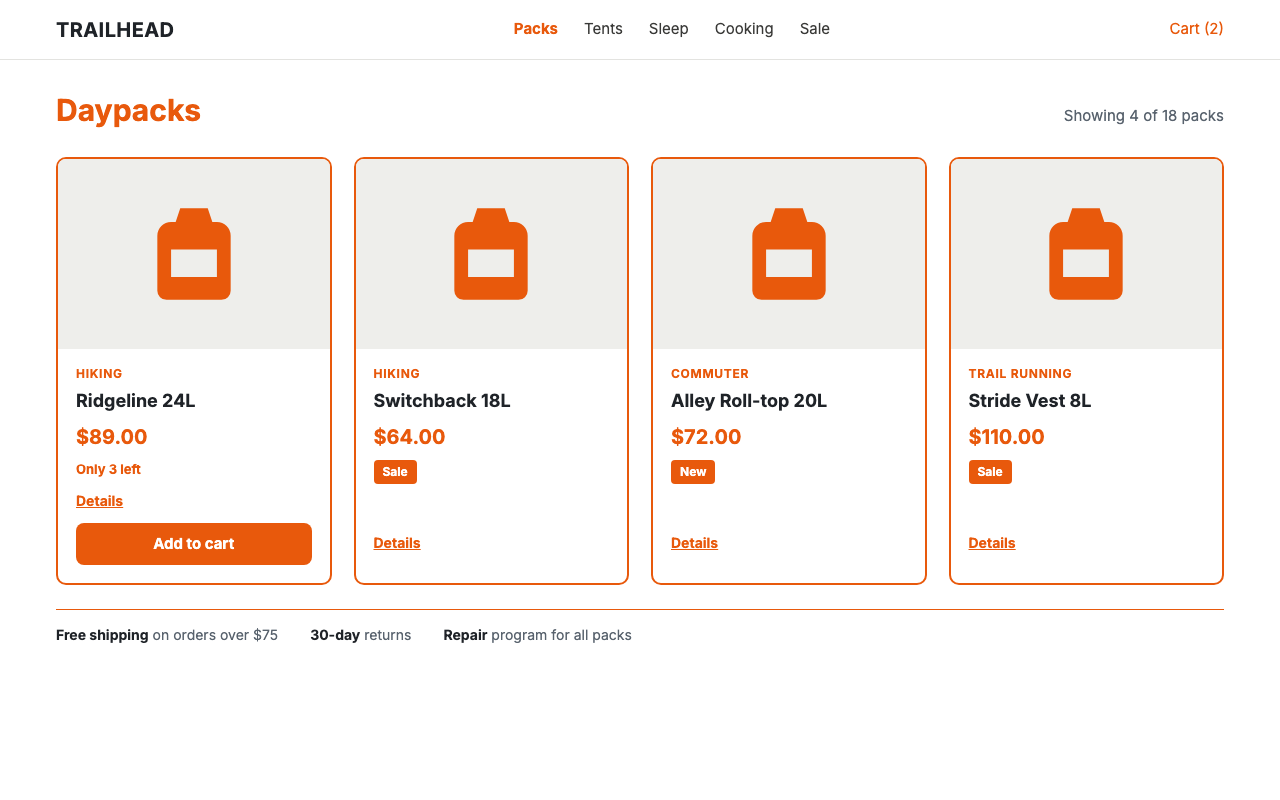 TRAILHEAD
Packs Tents Sleep Cooking Sale
Cart (2)
Daypacks
Showing 4 of 18 packs
HIKING
Ridgeline 24L
$89.00
Only 3 left
Details
Add to cart
HIKING
Switchback 18L
$64.00
Sale
Details
COMMUTER
Alley Roll-top 20L
$72.00
New
Details
TRAIL RUNNING
Stride Vest 8L
$110.00
Sale
Details
Free shipping on orders over $75
30-day returns
Repair program for all packs